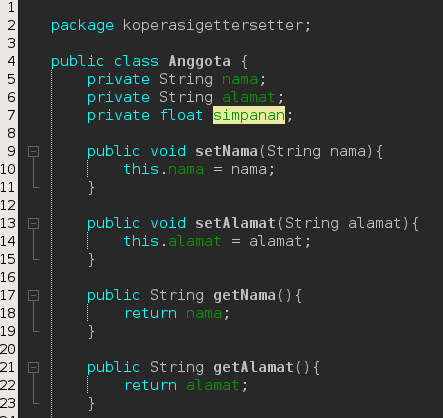 1
2 package koperasigettersetter;
3
4 public class Anggota {
5 private String nama;
6 private String alamat;
7 private float simpanan;
8
9 public void setNama(String nama){
10 this.nama = nama;
11 }
12
13 public void setAlamat(String alamat){
14 this.alamat = alamat;
15 }
16
17 public String getNama(){
18 return nama;
19 }
20
21 public String getAlamat(){
22 return alamat;
23 }